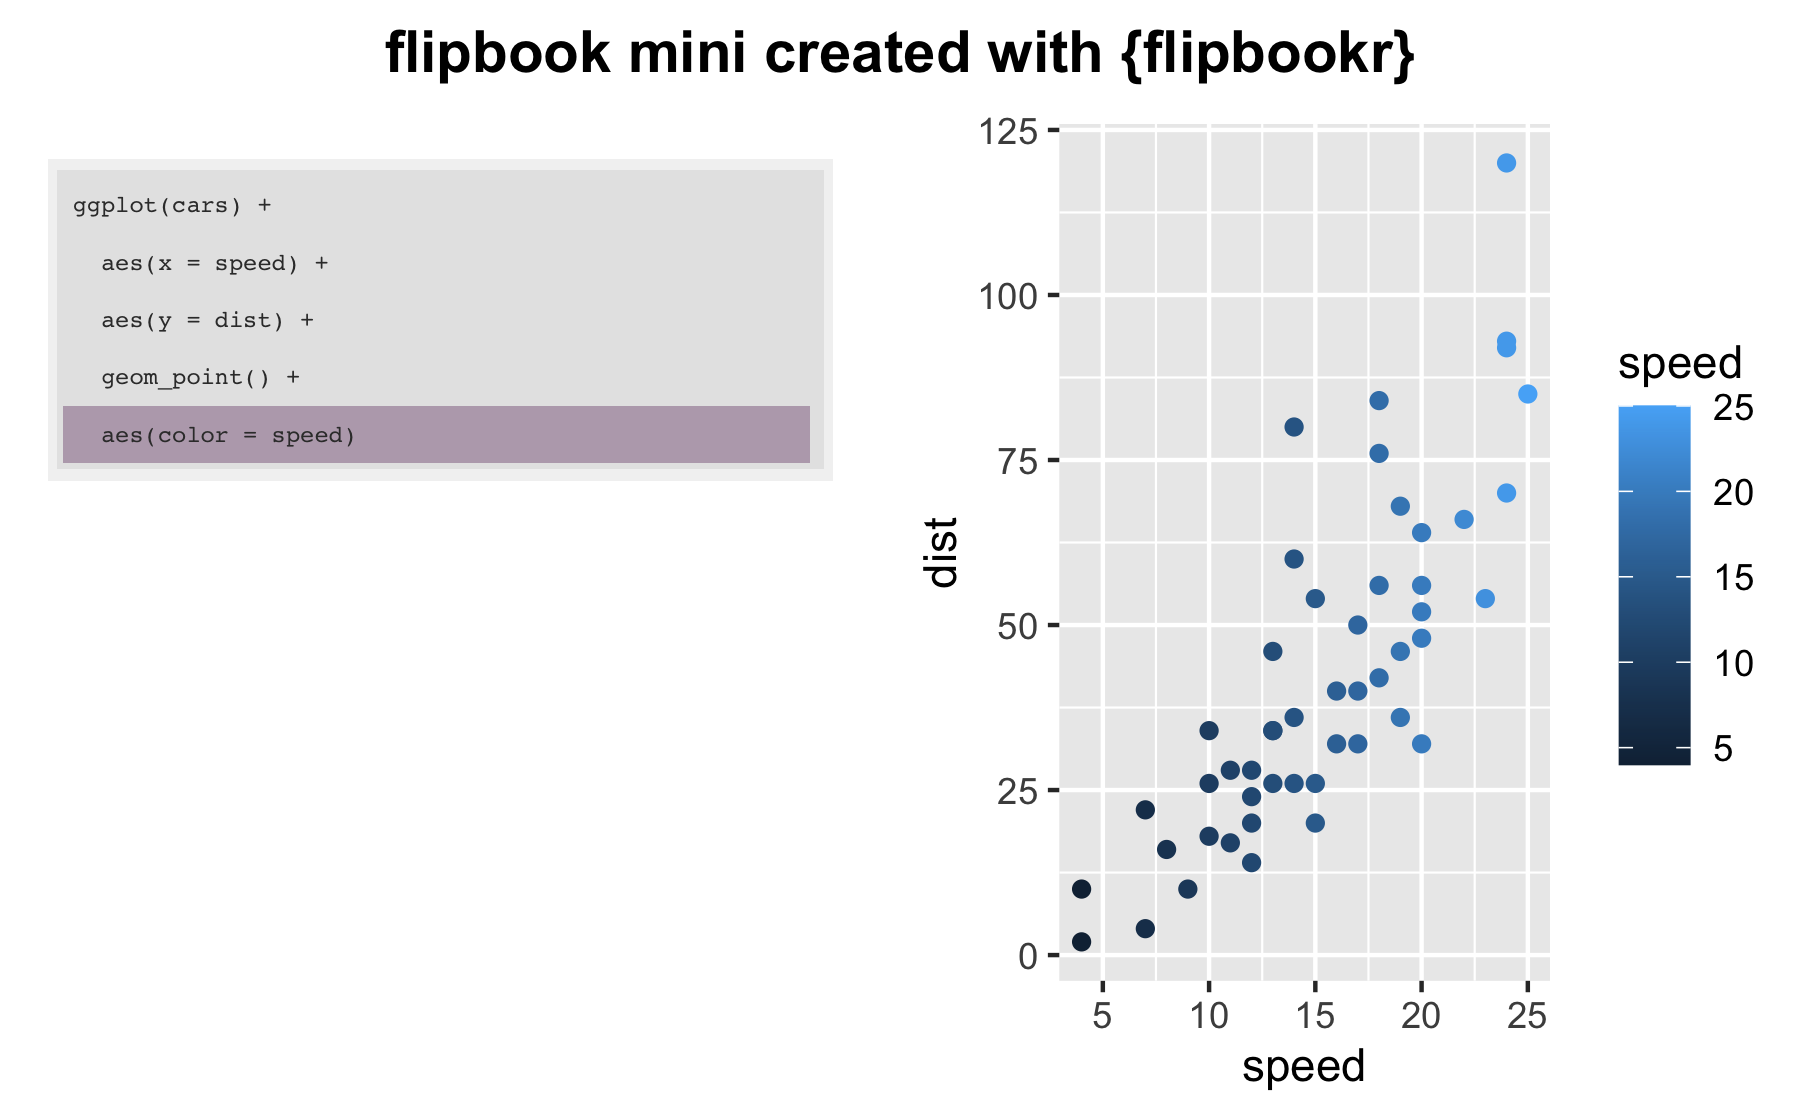 flipbook mini created with {flipbookr}
ggplot(cars) +
  aes(x = speed) +
  aes(y = dist) +
  geom_point() +
  aes(color = speed)
125
100
75
50
25
0
dist
5 10 15 20 25
speed
speed
25
20
15
10
5